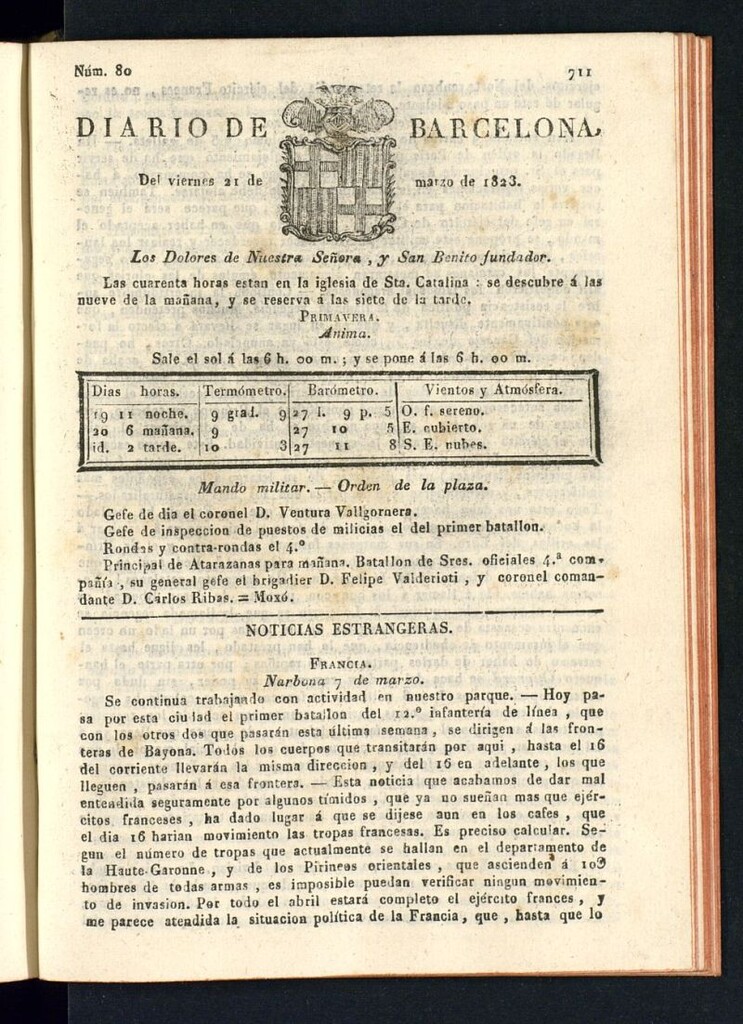 Núm. 80 711
DIARIO DE BARCELONA,
Del viernes 21 de marzo de 1823.
Los Dolores de Nuestra Señora , y San Benito fundador.
Las cuarenta horas estan en la iglesia de Sta. Catalina : se descubre á las
nueve de la mañana, y se reserva á las siete de la tarde.
PRIMAVERA.
Anima.
Sale el sol á las 6 h. 00 m. ; y se pone á las 6 h. 00 m.
Dias horas. Termómetro. Barómetro. Vientos y Atmósfera.
19 11 noche. 9 grad. 9 27 l. 9 p. 5 O. f. sereno.
20 6 mañana. 9 27 10 5 E. cubierto.
id. 2 tarde. 10 3 27 11 8 S. E. nubes.
Mando militar. — Orden de la plaza.
Gefe de dia el coronel D. Ventura Vallgornera.
Gefe de inspeccion de puestos de milicias el del primer batallon.
Rondas y contra-rondas el 4.º
Principal de Atarazanas para mañana. Batallon de Sres. oficiales 4.ª com-
pañía , su general gefe el brigadier D. Felipe Valderioti , y coronel coman-
dante D. Cárlos Ribas. = Moxó.
NOTICIAS ESTRANGERAS.
FRANCIA.
Narbona 7 de marzo.
Se continua trabajando con actividad en nuestro parque. — Hoy pa-
sa por esta ciudad el primer batallon del 12.º infantería de línea , que
con los otros dos que pasarán esta última semana , se dirigen á las fron-
teras de Bayona. Todos los cuerpos que transitarán por aqui , hasta el 16
del corriente llevarán la misma direccion , y del 16 en adelante , los que
lleguen , pasarán á esa frontera. — Esta noticia que acabamos de dar mal
entendida seguramente por algunos tímidos , que ya no sueñan mas que ejér-
citos franceses , ha dado lugar á que se dijese aun en los cafes , que
el dia 16 harian movimiento las tropas francesas. Es preciso calcular. Se-
gun el número de tropas que actualmente se hallan en el departamento de
la Haute-Garonne , y de los Pirineos orientales , que ascienden á 10
hombres de todas armas , es imposible puedan verificar ningun movimien-
to de invasion. Por todo el abril estará completo el ejército frances , y
me parece atendida la situacion política de la Francia , que , hasta que lo